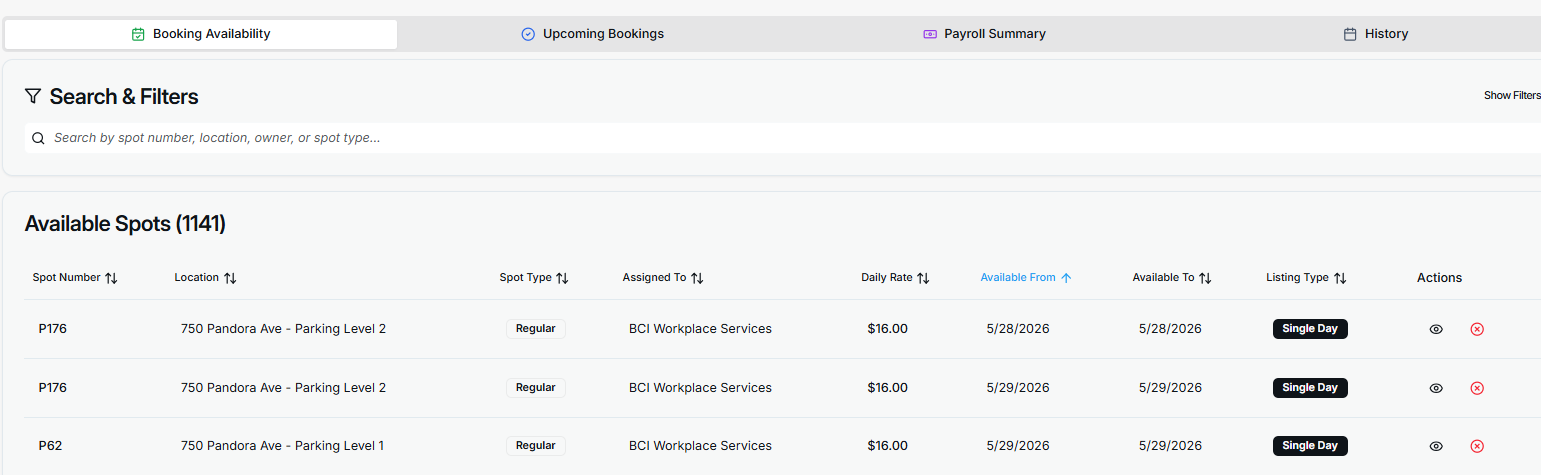 Booking Availability Upcoming Bookings Payroll Summary History
Search & Filters Show Filters
Search by spot number, location, owner, or spot type...
Available Spots (1141)
Spot Number Location Spot Type Assigned To Daily Rate Available From Available To Listing Type Actions
P176 750 Pandora Ave - Parking Level 2 Regular BCI Workplace Services $16.00 5/28/2026 5/28/2026 Single Day
P176 750 Pandora Ave - Parking Level 2 Regular BCI Workplace Services $16.00 5/29/2026 5/29/2026 Single Day
P62 750 Pandora Ave - Parking Level 1 Regular BCI Workplace Services $16.00 5/29/2026 5/29/2026 Single Day